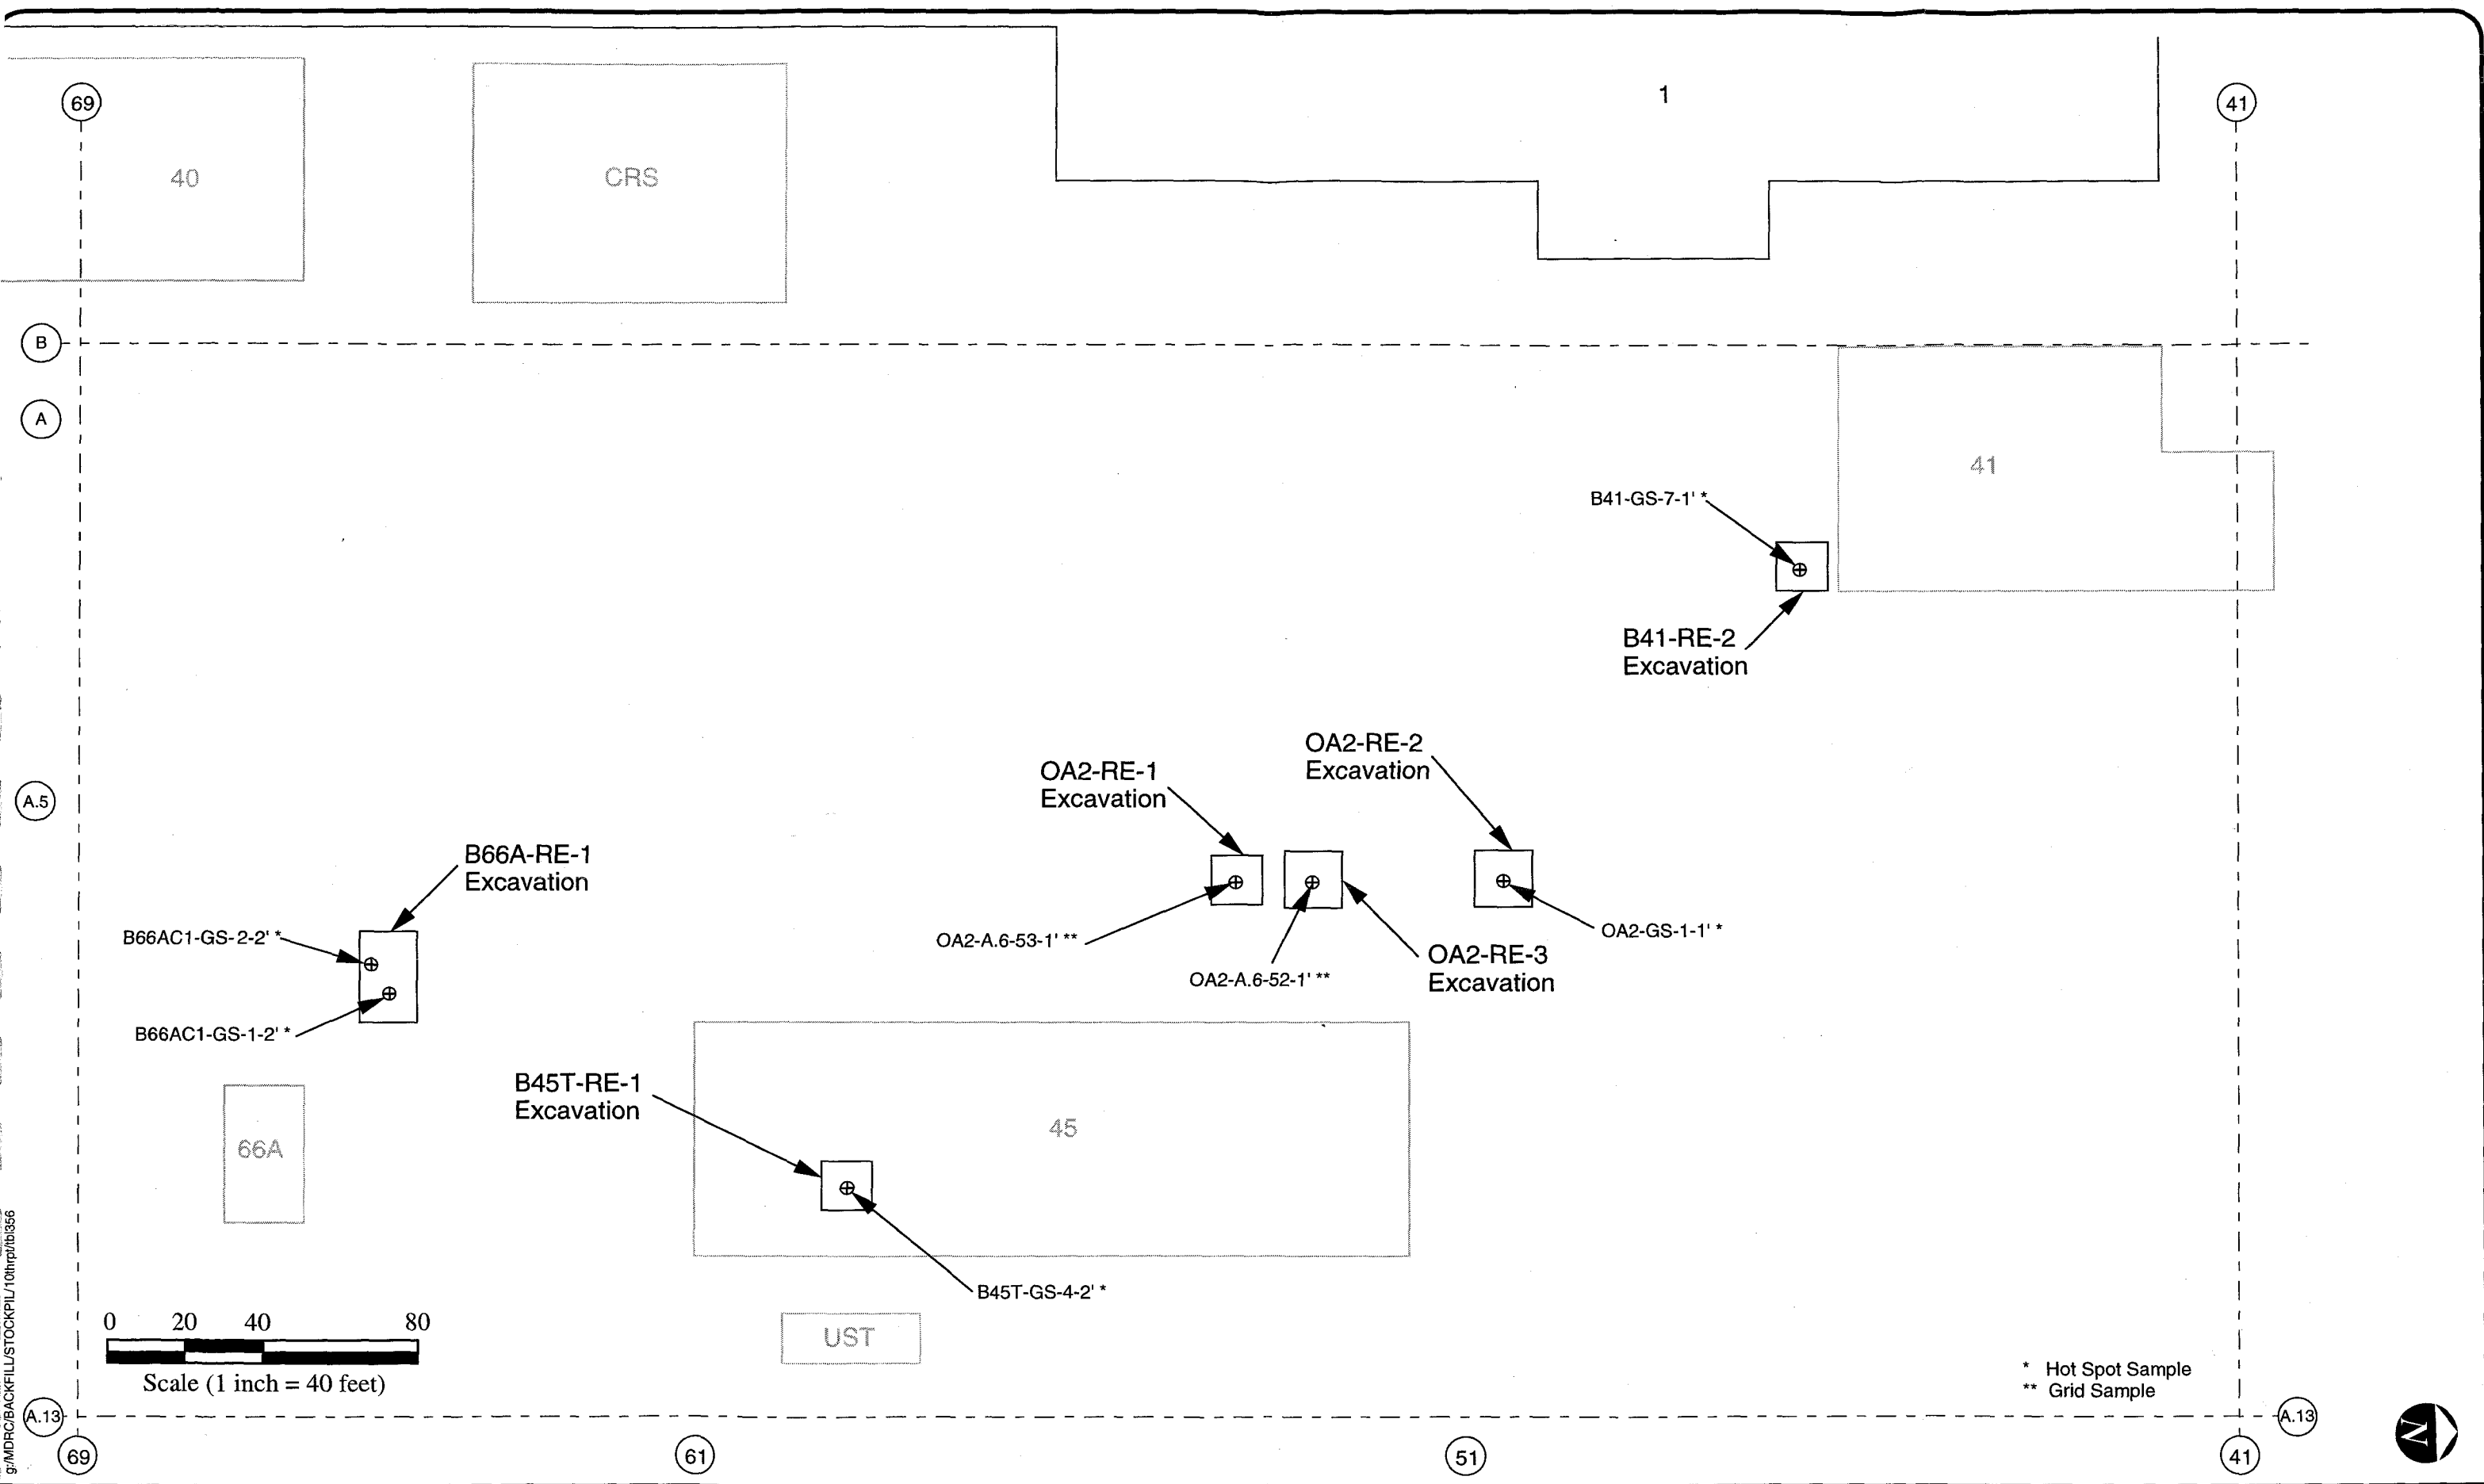 1
69
41
40
CRS
B
A
41
B41-GS-7-1' *
B41-RE-2
Excavation
OA2-RE-2
Excavation
OA2-RE-1
Excavation
A.5
B66A-RE-1
Excavation
B66AC1-GS-2-2' *
OA2-A.6-53-1' **
OA2-GS-1-1' *
OA2-RE-3
Excavation
OA2-A.6-52-1' **
B66AC1-GS-1-2' *
B45T-RE-1
Excavation
45
66A
B45T-GS-4-2' *
UST
0 20 40 80
Scale (1 inch = 40 feet)
* Hot Spot Sample
** Grid Sample
A.13
A.13
69
61
51
41
N
g:/MDRC/BACKFILL/STOCKPIL/10thrpt/tbl356